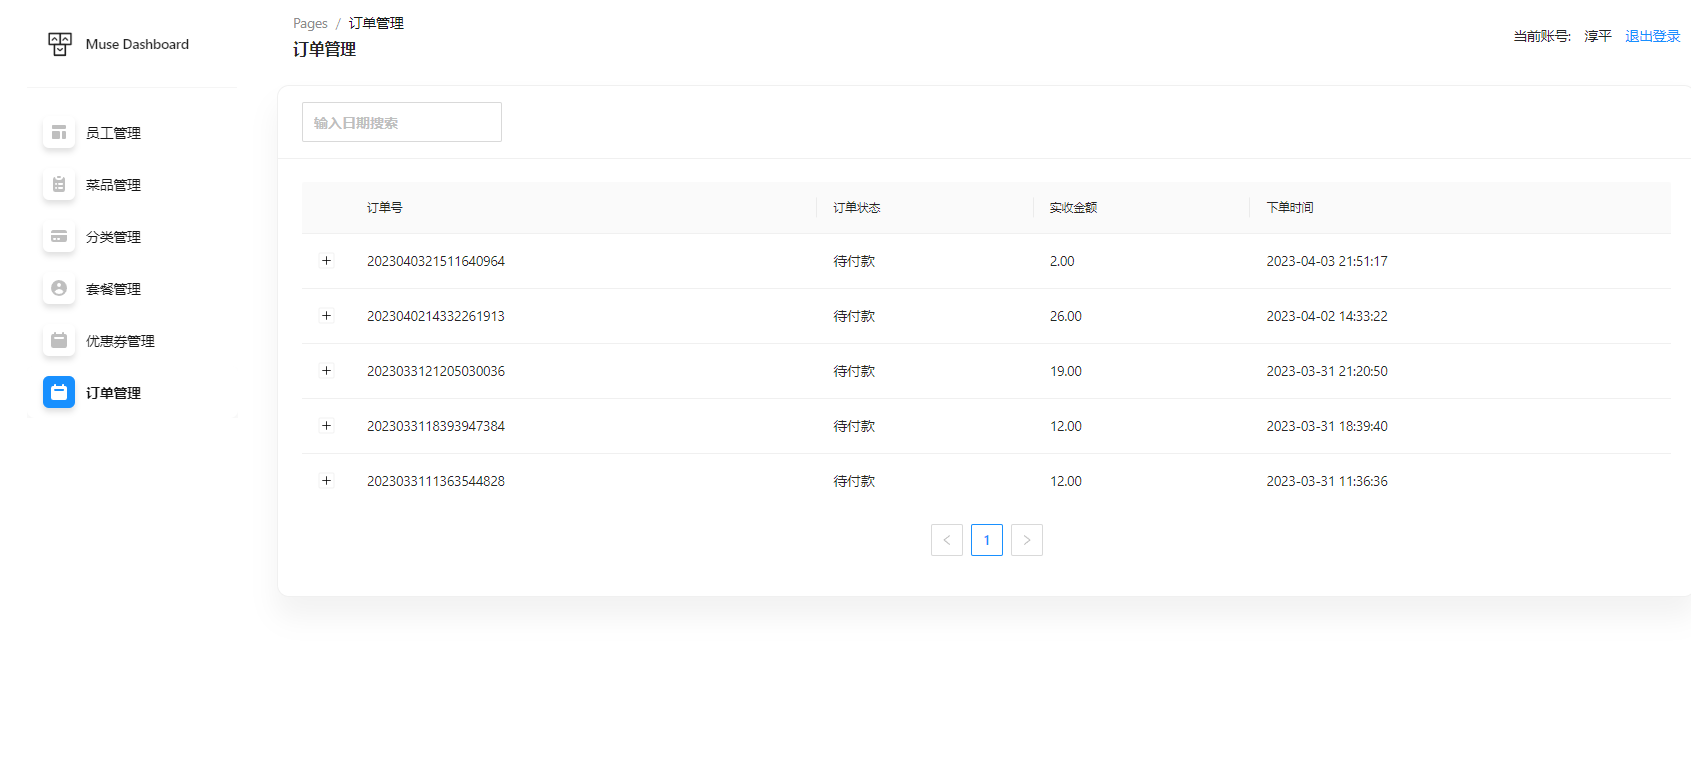 Muse Dashboard
员工管理
菜品管理
分类管理
套餐管理
优惠券管理
订单管理
Pages / 订单管理
订单管理
当前账号: 淳平 退出登录
输入日期搜索
订单号 订单状态 实收金额 下单时间
+ 2023040321511640964 待付款 2.00 2023-04-03 21:51:17
+ 2023040214332261913 待付款 26.00 2023-04-02 14:33:22
+ 2023033121205030036 待付款 19.00 2023-03-31 21:20:50
+ 2023033118393947384 待付款 12.00 2023-03-31 18:39:40
+ 2023033111363544828 待付款 12.00 2023-03-31 11:36:36
< 1 >